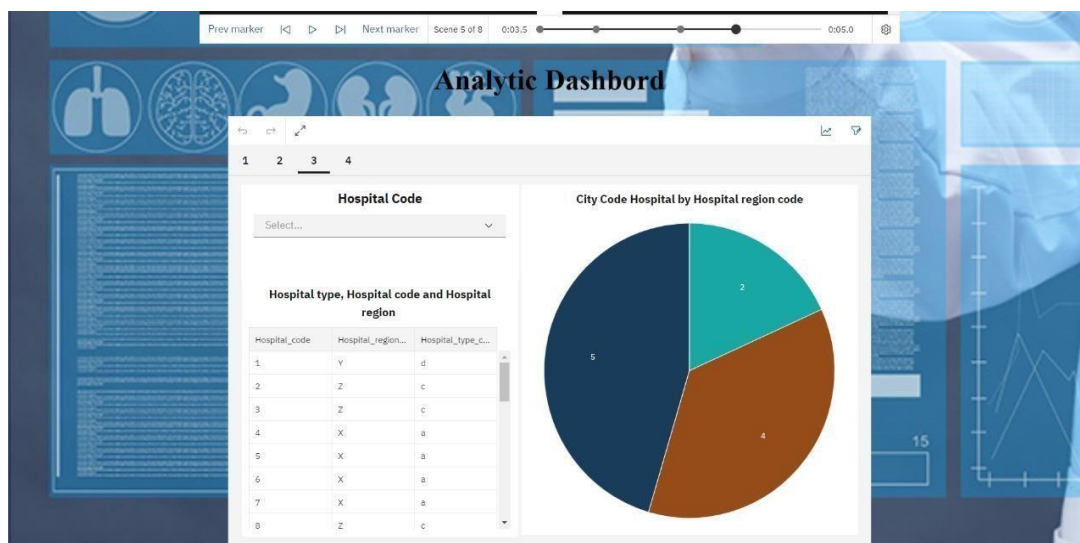 Prev marker Next marker Scene 5 of 8 0:03.5 0:05.0
Analytic Dashbord
1 2 3 4
Hospital Code
Select...
Hospital type, Hospital code and Hospital
region
Hospital_code Hospital_region... Hospital_type_c...
1 Y d
2 Z c
3 Z c
4 X a
5 X a
6 X a
7 X a
8 Z c
City Code Hospital by Hospital region code
2
5
4
15